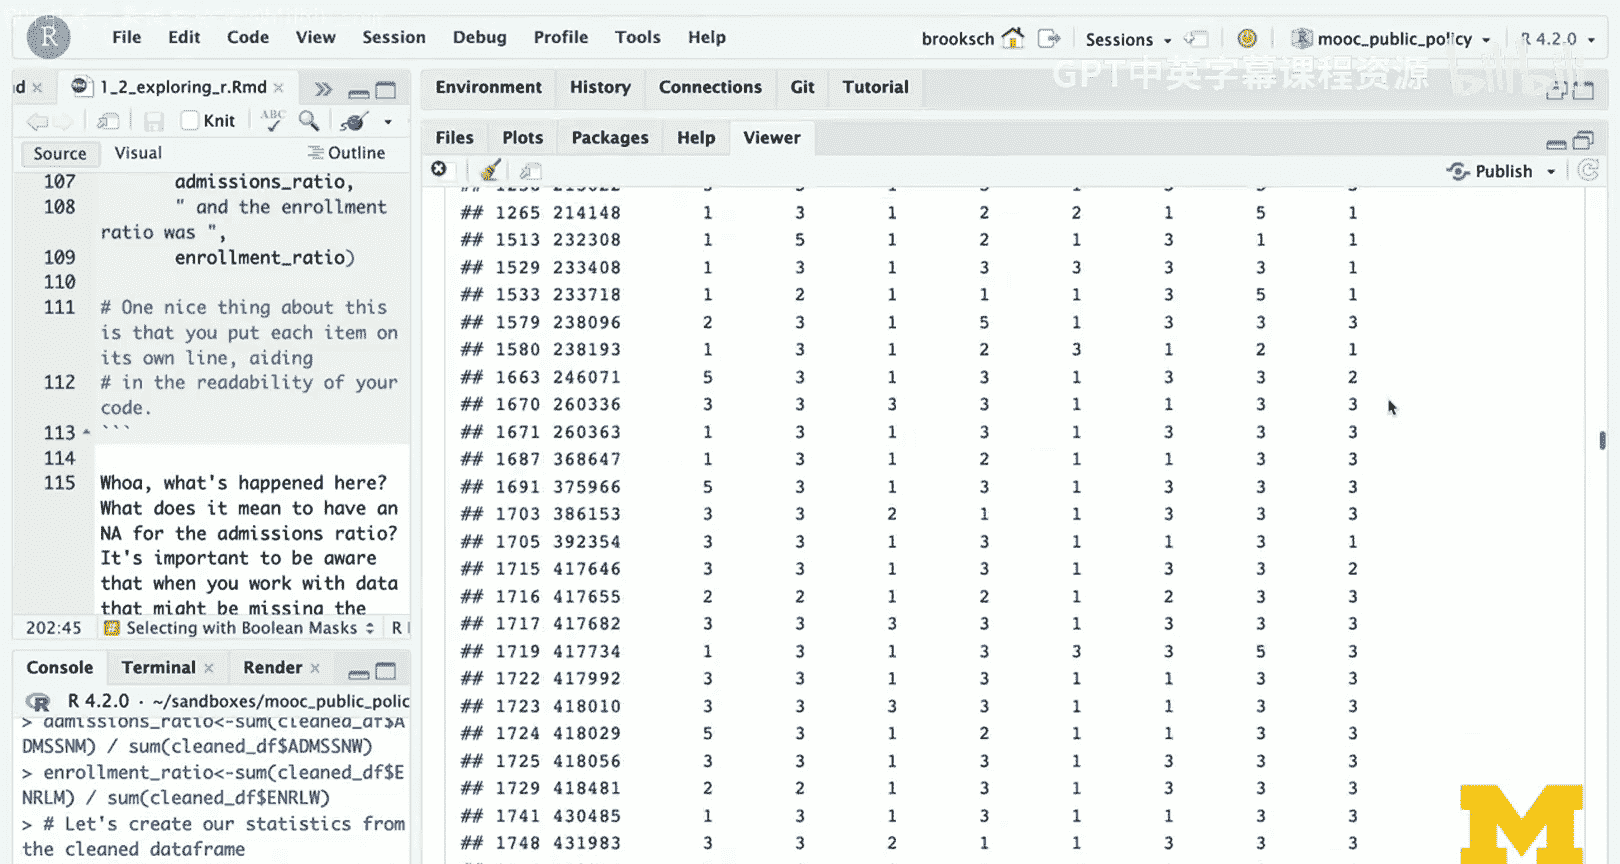 R File Edit Code View Session Debug Profile Tools Help brooksch Sessions mooc_public_policy R 4.2.0
GPT中英字幕课程资源 bilibili
d 1_2_exploring_r.Rmd
Knit ABC
Source Visual Outline
107 admissions_ratio,
108 " and the enrollment
ratio was ",
109 enrollment_ratio)
110
111 # One nice thing about this
is that you put each item on
its own line, aiding
112 # in the readability of your
code.
113 ```
114
115 Whoa, what's happened here?
What does it mean to have an
NA for the admissions ratio?
It's important to be aware
that when you work with data
that might be missing the
202:45 Selecting with Boolean Masks R
Console Terminal Render
R 4.2.0 · ~/sandboxes/mooc_public_polic
> admissions_ratio<-sum(cleaned_df$A
DMSSNM) / sum(cleaned_df$ADMSSNW)
> enrollment_ratio<-sum(cleaned_df$E
NRLM) / sum(cleaned_df$ENRLW)
> # Let's create our statistics from
the cleaned dataframe
Environment History Connections Git Tutorial
Files Plots Packages Help Viewer
Publish
## 1265 214148 1 3 1 2 2 1 5 1
## 1513 232308 1 5 1 2 1 3 1 1
## 1529 233408 1 3 1 3 3 3 3 1
## 1533 233718 1 2 1 1 1 3 5 1
## 1579 238096 2 3 1 5 1 3 3 3
## 1580 238193 1 3 1 2 3 1 2 1
## 1663 246071 5 3 1 3 1 3 3 2
## 1670 260336 3 3 3 3 1 1 3 3
## 1671 260363 1 3 1 3 1 3 3 3
## 1687 368647 1 3 1 2 1 1 3 3
## 1691 375966 5 3 1 3 1 3 3 3
## 1703 386153 3 3 2 1 1 3 3 3
## 1705 392354 3 3 1 3 1 1 3 1
## 1715 417646 3 3 1 3 1 3 3 2
## 1716 417655 2 2 1 2 1 2 3 3
## 1717 417682 3 3 3 3 1 3 3 3
## 1719 417734 1 3 1 3 3 3 5 3
## 1722 417992 3 3 1 3 1 1 3 3
## 1723 418010 3 3 3 3 1 1 3 3
## 1724 418029 5 3 1 2 1 1 3 3
## 1725 418056 3 3 1 3 1 3 3 3
## 1729 418481 2 2 1 3 1 3 3 3
## 1741 430485 1 3 1 3 1 1 3 3
## 1748 431983 3 3 2 1 1 3 3 3
M